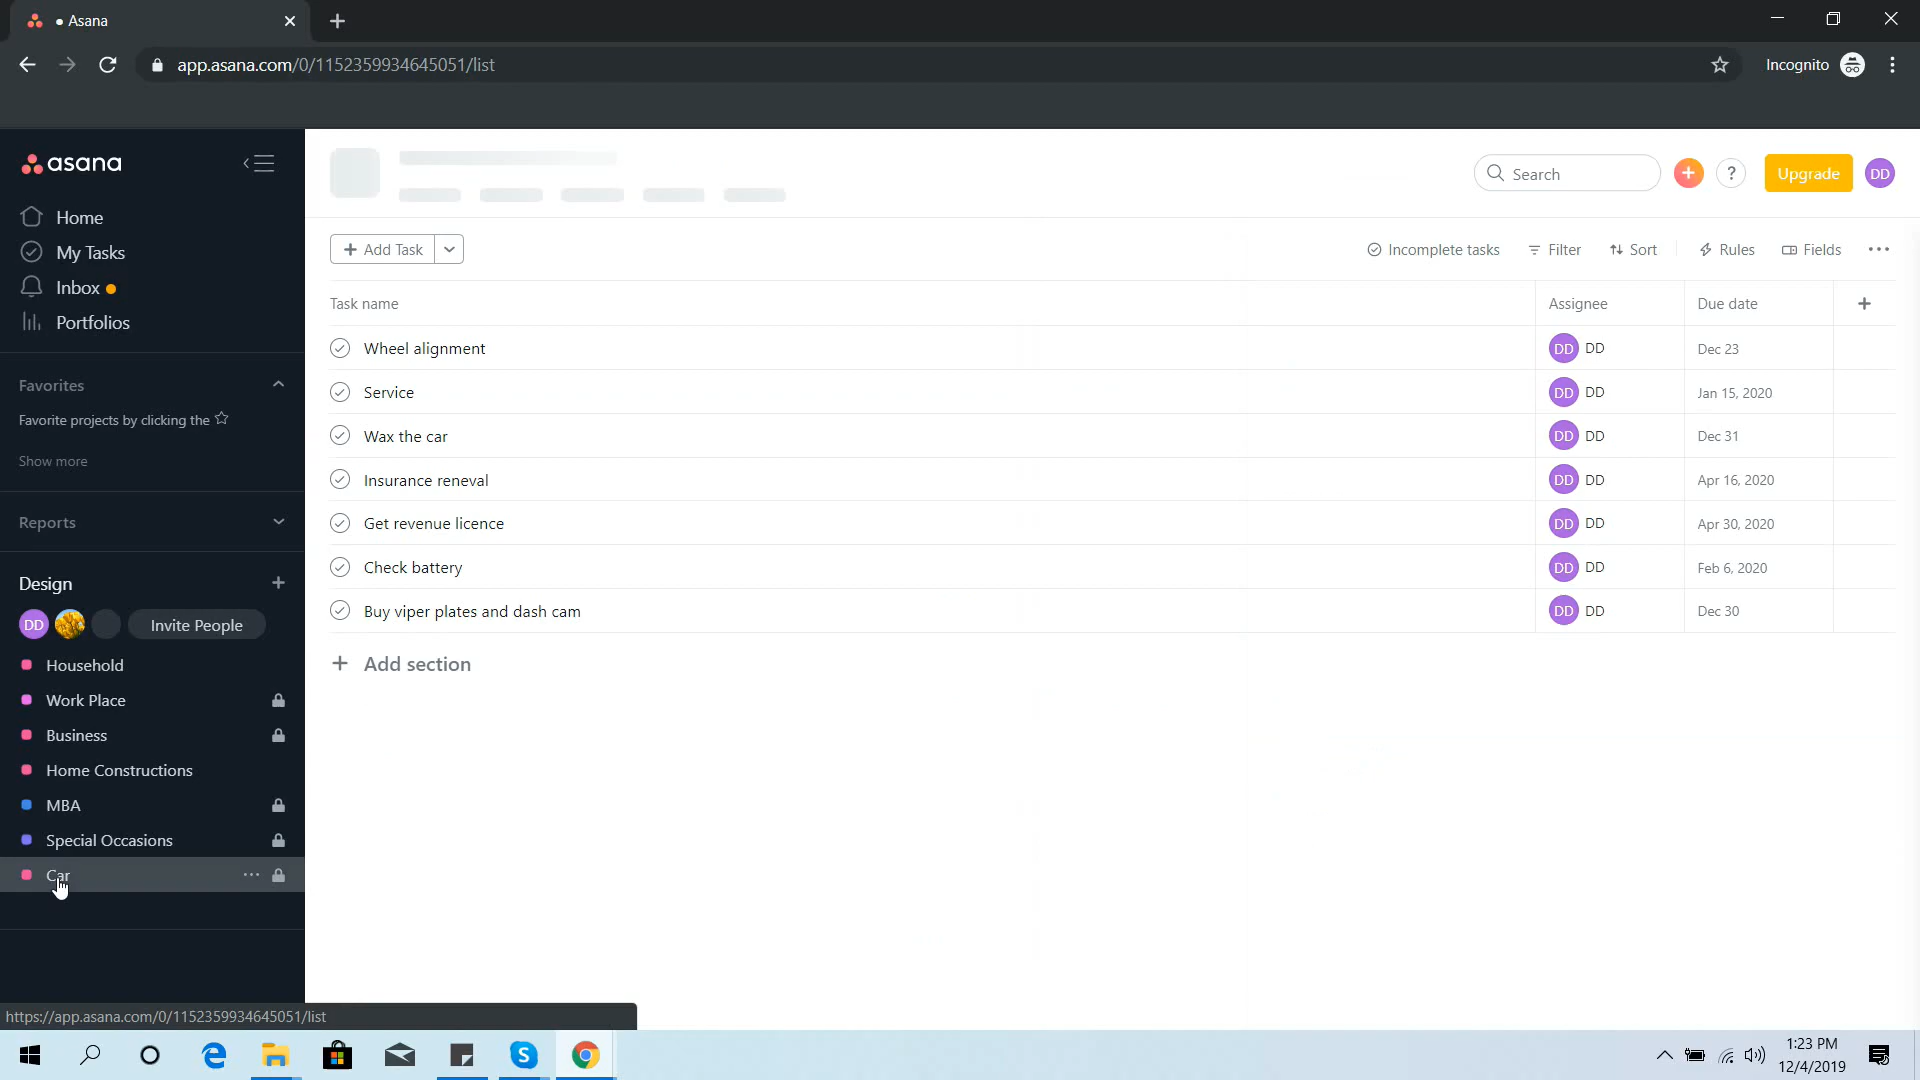 • Asana
app.asana.com/0/1152359934645051/list
Incognito
asana
Home
My Tasks
Inbox
Portfolios
Favorites
Favorite projects by clicking the
Show more
Reports
Design
DD
Invite People
Household
Work Place
Business
Home Constructions
MBA
Special Occasions
Car
Search
?
Upgrade
DD
+ Add Task
Incomplete tasks
Filter
Sort
Rules
Fields
Task name
Assignee
Due date
Wheel alignment
DD DD
Dec 23
Service
DD DD
Jan 15, 2020
Wax the car
DD DD
Dec 31
Insurance reneval
DD DD
Apr 16, 2020
Get revenue licence
DD DD
Apr 30, 2020
Check battery
DD DD
Feb 6, 2020
Buy viper plates and dash cam
DD DD
Dec 30
+ Add section
https://app.asana.com/0/1152359934645051/list
1:23 PM
12/4/2019